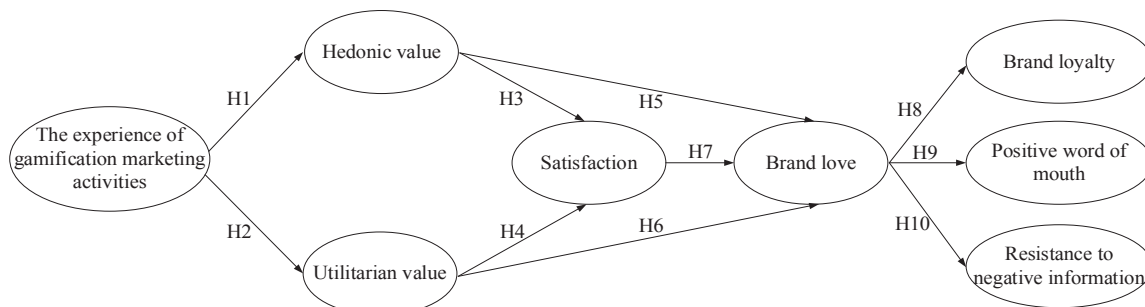 Hedonic value
Brand loyalty
H1
H3
H5
H8
The experience of
gamification marketing
activities
Satisfaction
H7
Brand love
H9
Positive word of
mouth
H2
H4
H6
H10
Utilitarian value
Resistance to
negative information